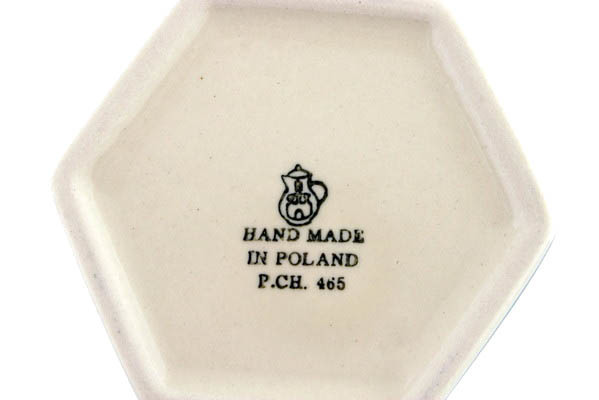 HAND MADE
IN POLAND
P.CH. 465